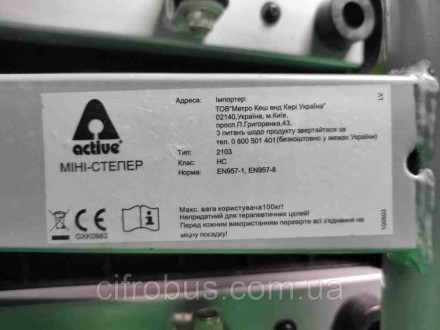 active
МІНІ-СТЕПЕР
Адреса: Імпортер:
ТОВ"Метро Кеш енд Кері Україна"
02140,Україна, м.Київ,
просп.П.Григоренка,43,
З питань щодо продукту звертайтеся за
тел. 0 800 501 401 (безкоштовно у межах України)
Тип: 2103
Клас: HC
Норма: EN957-1, EN957-8
LV
CE
GXK0983
Макс. вага користувача100кг!
Непридатний для терапевтичних цілей!
Перед кожним використанням перевірте всі з'єднання на
міцну посадку!
100503
cifrobus.com.ua